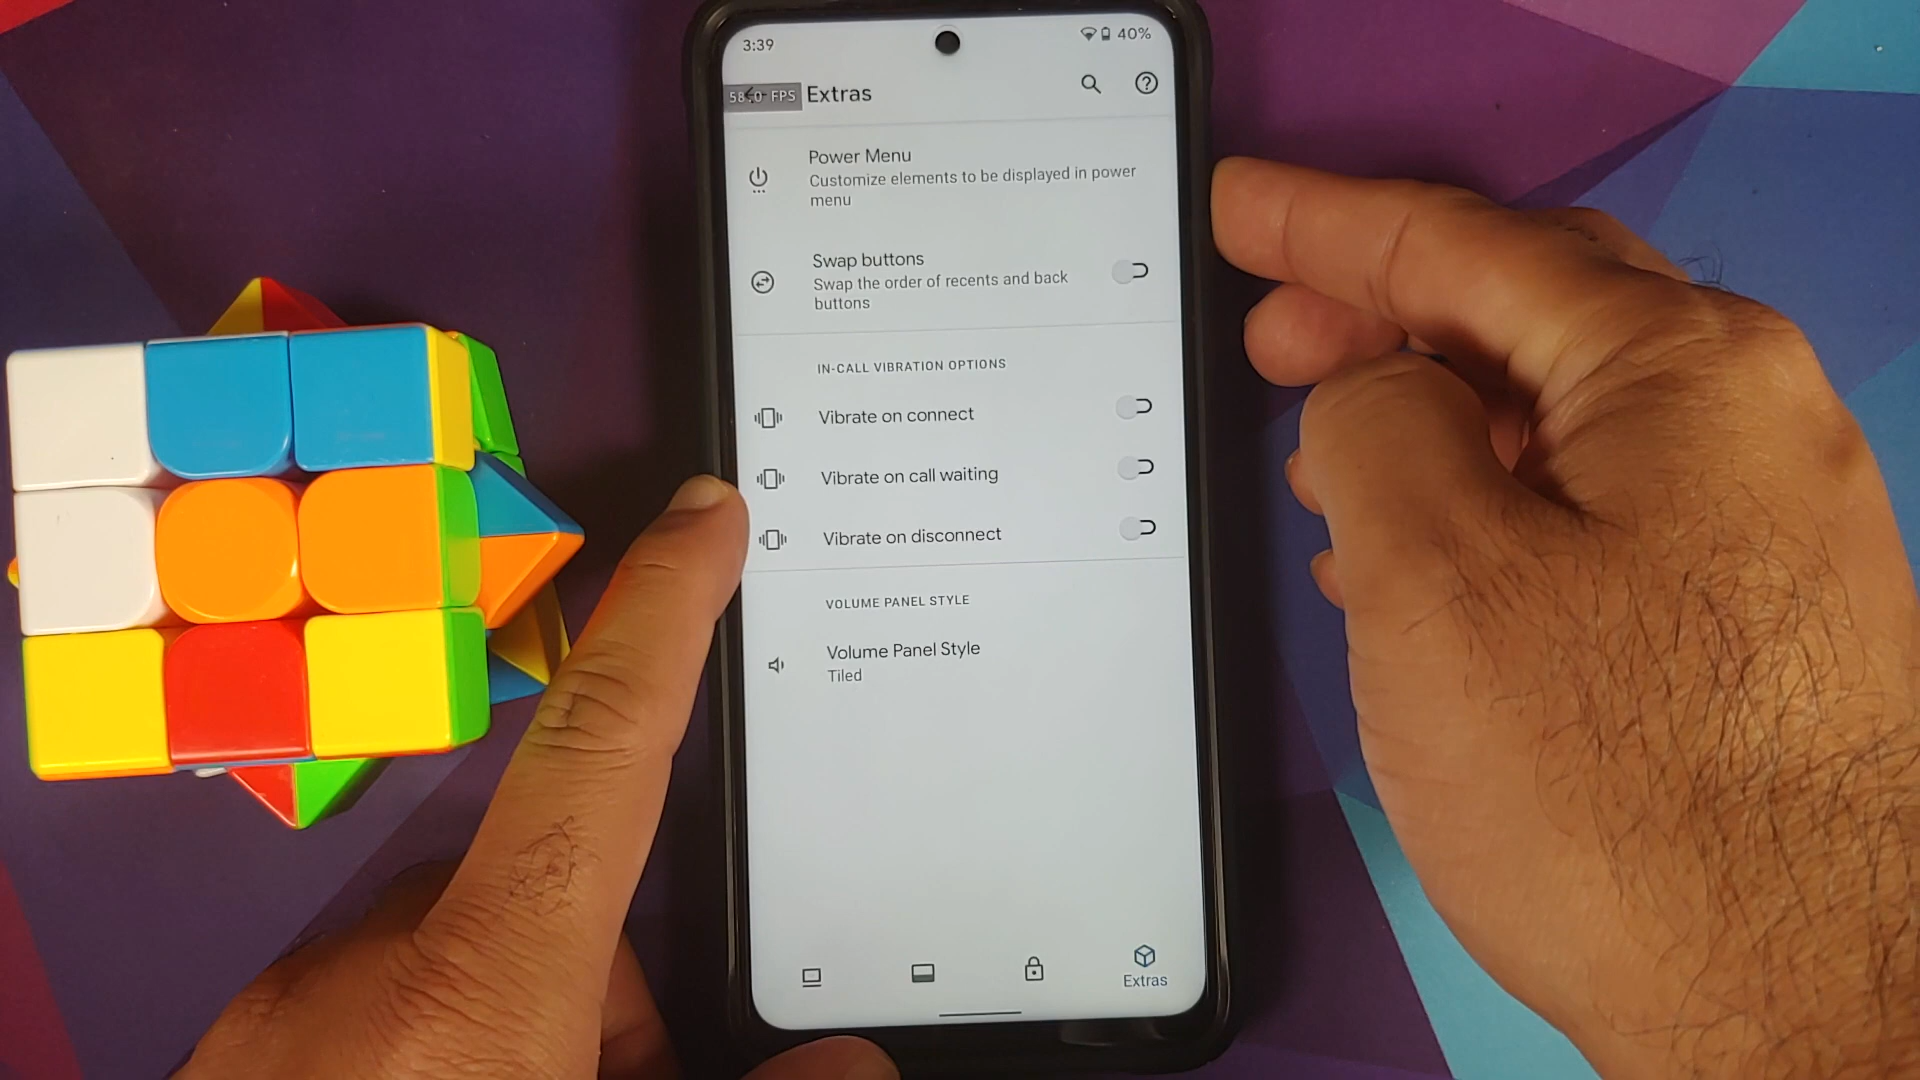 3:39
40%
58.0 FPS
Extras
Power Menu
Customize elements to be displayed in power
menu
Swap buttons
Swap the order of recents and back
buttons
IN-CALL VIBRATION OPTIONS
Vibrate on connect
Vibrate on call waiting
Vibrate on disconnect
VOLUME PANEL STYLE
Volume Panel Style
Tiled
Extras